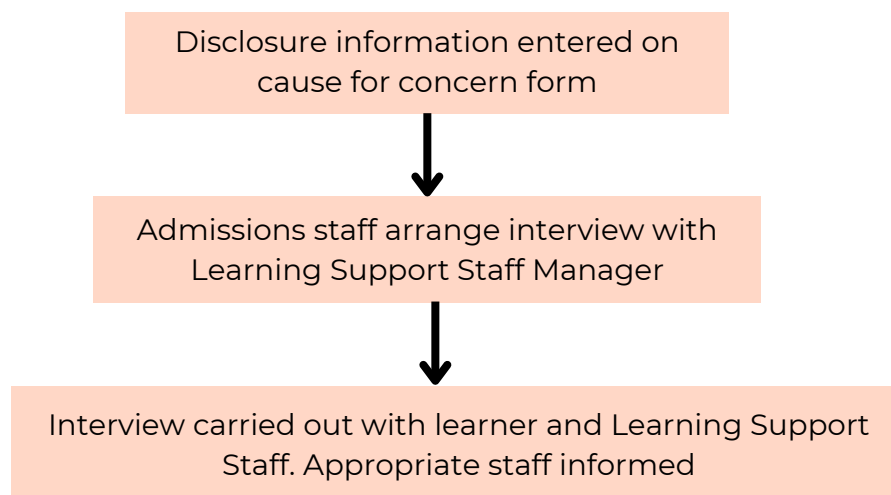 Disclosure information entered on
cause for concern form
Admissions staff arrange interview with
Learning Support Staff Manager
Interview carried out with learner and Learning Support
Staff. Appropriate staff informed